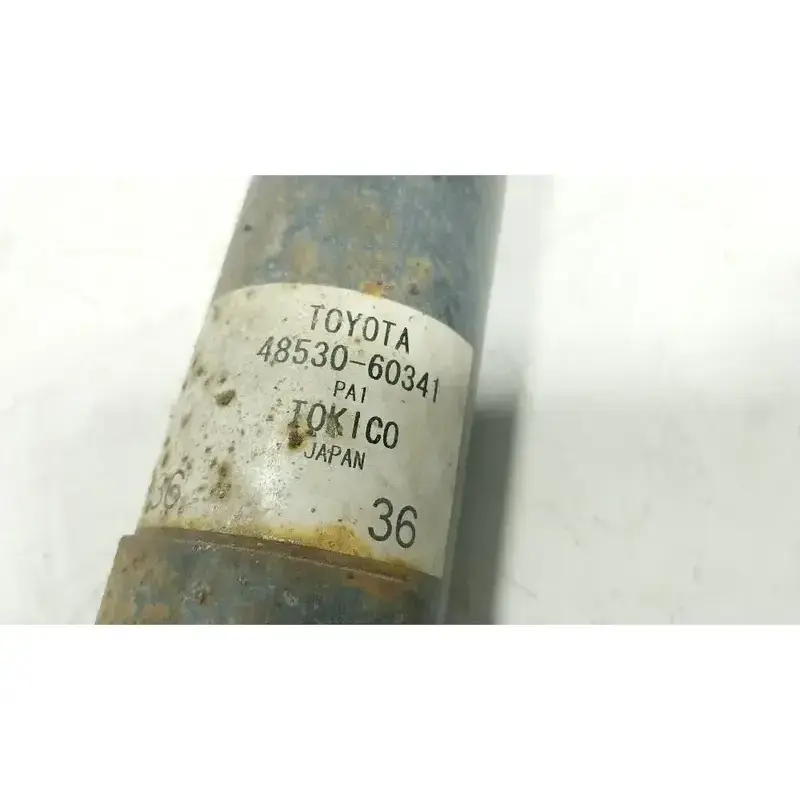 TOYOTA
48530-60341
PA1
TOKICO
JAPAN
36
36